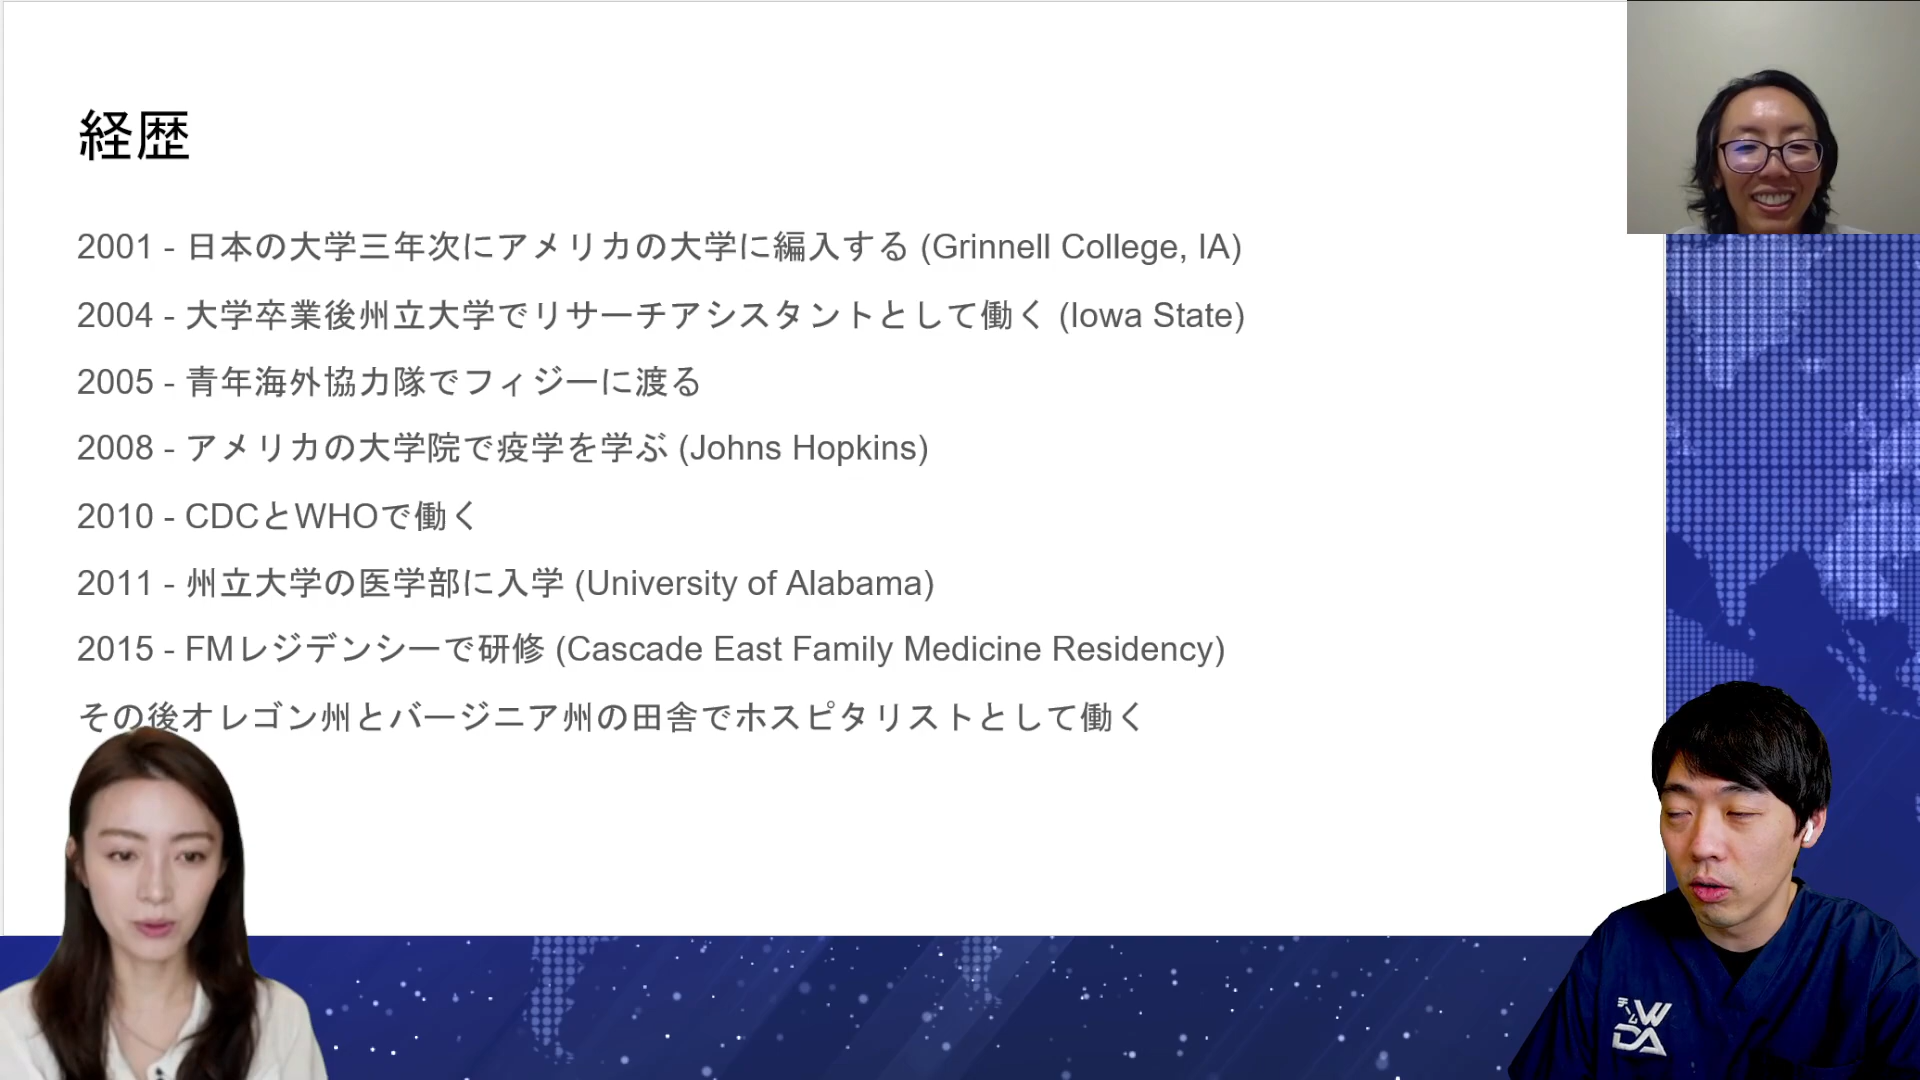 経歴
2001 - 日本の大学三年次にアメリカの大学に編入する (Grinnell College, IA)
2004 - 大学卒業後州立大学でリサーチアシスタントとして働く (Iowa State)
2005 - 青年海外協力隊でフィジーに渡る
2008 - アメリカの大学院で疫学を学ぶ (Johns Hopkins)
2010 - CDCとWHOで働く
2011 - 州立大学の医学部に入学 (University of Alabama)
2015 - FMレジデンシーで研修 (Cascade East Family Medicine Residency)
その後オレゴン州とバージニア州の田舎でホスピタリストとして働く
チーム
W
DA